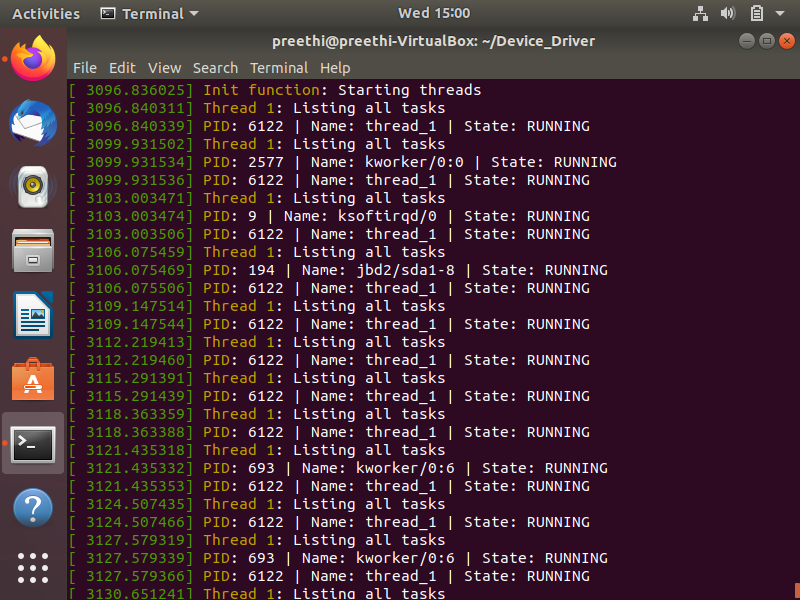 Activities Terminal Wed 15:00
preethi@preethi-VirtualBox: ~/Device_Driver
File Edit View Search Terminal Help
[ 3096.836025] Init function: Starting threads
[ 3096.840311] Thread 1: Listing all tasks
[ 3096.840339] PID: 6122 | Name: thread_1 | State: RUNNING
[ 3099.931502] Thread 1: Listing all tasks
[ 3099.931534] PID: 2577 | Name: kworker/0:0 | State: RUNNING
[ 3099.931536] PID: 6122 | Name: thread_1 | State: RUNNING
[ 3103.003471] Thread 1: Listing all tasks
[ 3103.003474] PID: 9 | Name: ksoftirqd/0 | State: RUNNING
[ 3103.003506] PID: 6122 | Name: thread_1 | State: RUNNING
[ 3106.075459] Thread 1: Listing all tasks
[ 3106.075469] PID: 194 | Name: jbd2/sda1-8 | State: RUNNING
[ 3106.075506] PID: 6122 | Name: thread_1 | State: RUNNING
[ 3109.147514] Thread 1: Listing all tasks
[ 3109.147544] PID: 6122 | Name: thread_1 | State: RUNNING
[ 3112.219413] Thread 1: Listing all tasks
[ 3112.219460] PID: 6122 | Name: thread_1 | State: RUNNING
[ 3115.291391] Thread 1: Listing all tasks
[ 3115.291439] PID: 6122 | Name: thread_1 | State: RUNNING
[ 3118.363359] Thread 1: Listing all tasks
[ 3118.363388] PID: 6122 | Name: thread_1 | State: RUNNING
[ 3121.435318] Thread 1: Listing all tasks
[ 3121.435332] PID: 693 | Name: kworker/0:6 | State: RUNNING
[ 3121.435353] PID: 6122 | Name: thread_1 | State: RUNNING
[ 3124.507435] Thread 1: Listing all tasks
[ 3124.507466] PID: 6122 | Name: thread_1 | State: RUNNING
[ 3127.579319] Thread 1: Listing all tasks
[ 3127.579339] PID: 693 | Name: kworker/0:6 | State: RUNNING
[ 3127.579366] PID: 6122 | Name: thread_1 | State: RUNNING
[ 3130.651241] Thread 1: Listing all tasks